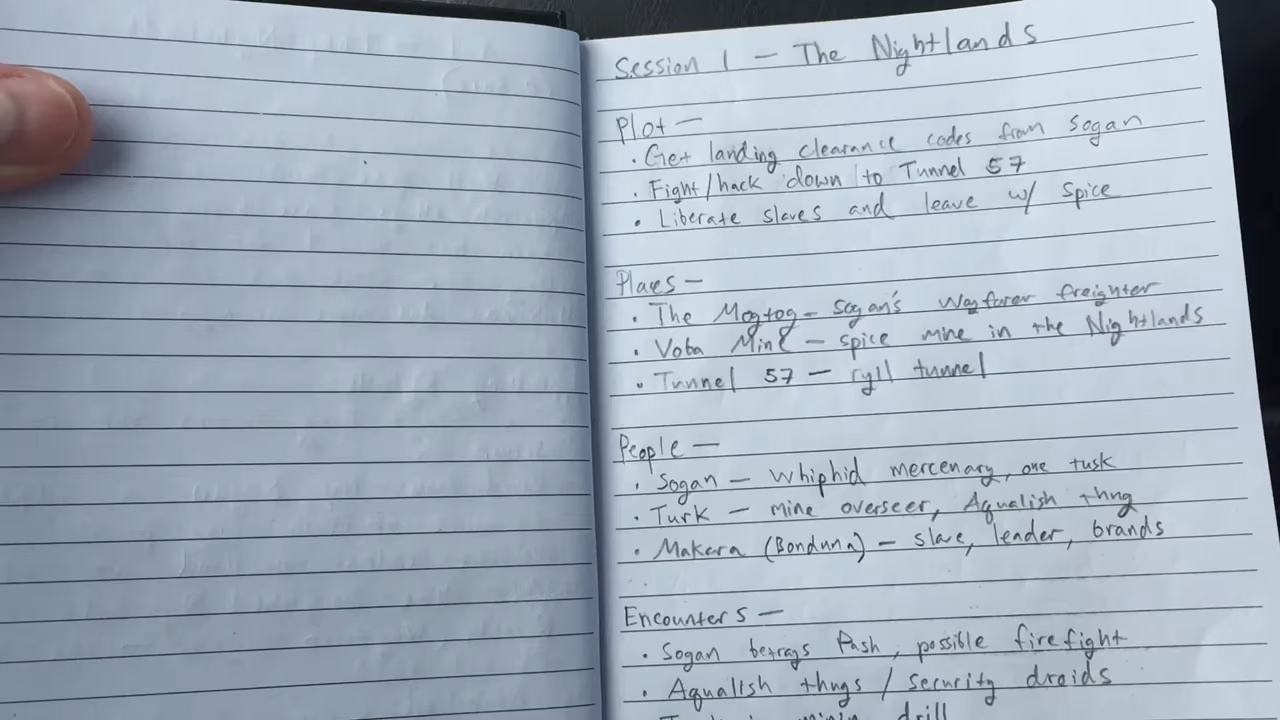 Session 1 — The Nightlands
Plot —
• Get landing clearance codes from Sogan
• Fight/hack down to Tunnel 57
• Liberate slaves and leave w/ Spice
Places —
• The Mogtog — Sogan's Wayfarer freighter
• Voba Mine — spice mine in the Nightlands
• Tunnel 57 — ryll tunnel
People —
• Sogan — Whiphid mercenary, one tusk
• Turk — mine overseer, Aqualish thug
• Makara (Bonduna) — slave, leader, brands
Encounters —
• Sogan betrays Pash, possible firefight
• Aqualish thugs / security droids
drill